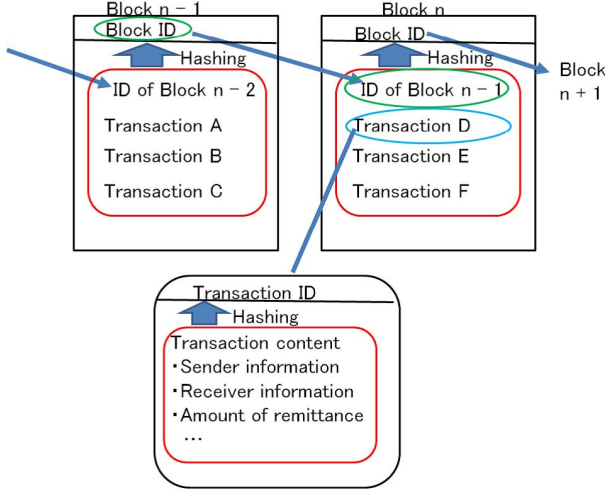 Block n - 1
Block ID
Hashing
ID of Block n - 2
Transaction A
Transaction B
Transaction C
Block n
Block ID
Hashing
ID of Block n - 1
Transaction D
Transaction E
Transaction F
Block
n + 1
Transaction ID
Hashing
Transaction content
・Sender information
・Receiver information
・Amount of remittance
…